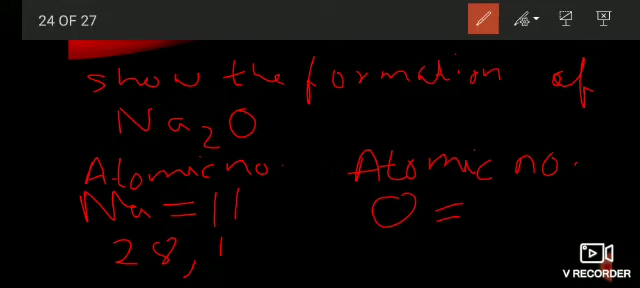 24 OF 27
show the formation of
Na₂O
Atomic no. Atomic no.
Na = 11 O =
2 8, 1
V RECORDER